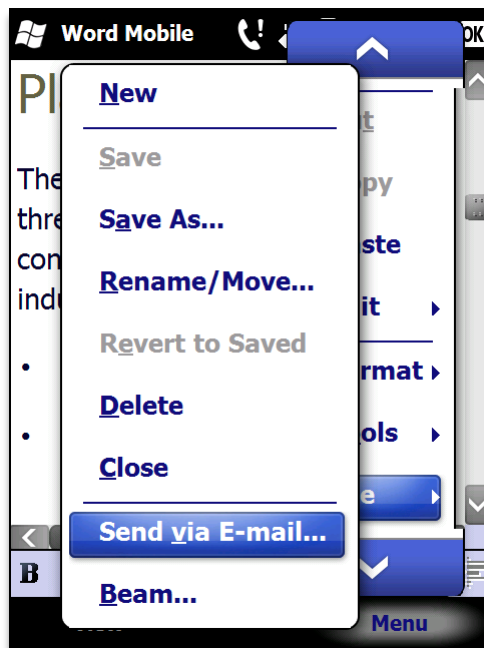 Word Mobile
OK
New
Save
Save As...
Rename/Move...
Revert to Saved
Delete
Close
Send via E-mail...
Beam...
The
B
Menu